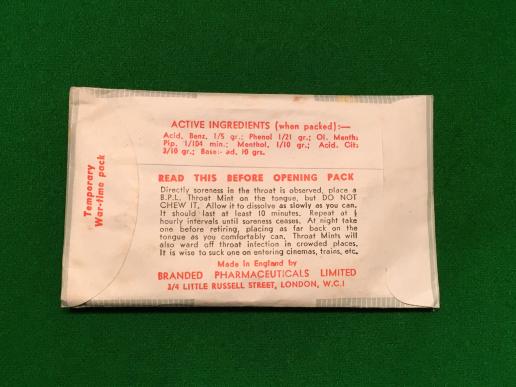 ACTIVE INGREDIENTS (when packed):—
Acid. Benz. 1/5 gr.; Phenol 1/21 gr.; Ol. Menth:
Pip. 1/104 min.; Menthol, 1/10 gr.; Acid. Cit:
3/10 gr.; Base:- ad. 10 grs.
READ THIS BEFORE OPENING PACK
Directly soreness in the throat is observed, place a
B.P.L. Throat Mint on the tongue, but DO NOT
CHEW IT. Allow it to dissolve as slowly as you can.
It should last at least 10 minutes. Repeat at ½
hourly intervals until soreness ceases. At night take
one before retiring, placing as far back on the
tongue as you comfortably can. Throat Mints will
also ward off throat infection in crowded places.
It is wise to suck one on entering cinemas, trains, etc.
Made in England by
BRANDED PHARMACEUTICALS LIMITED
3/4 LITTLE RUSSELL STREET, LONDON, W.C.1
Temporary
War-time pack